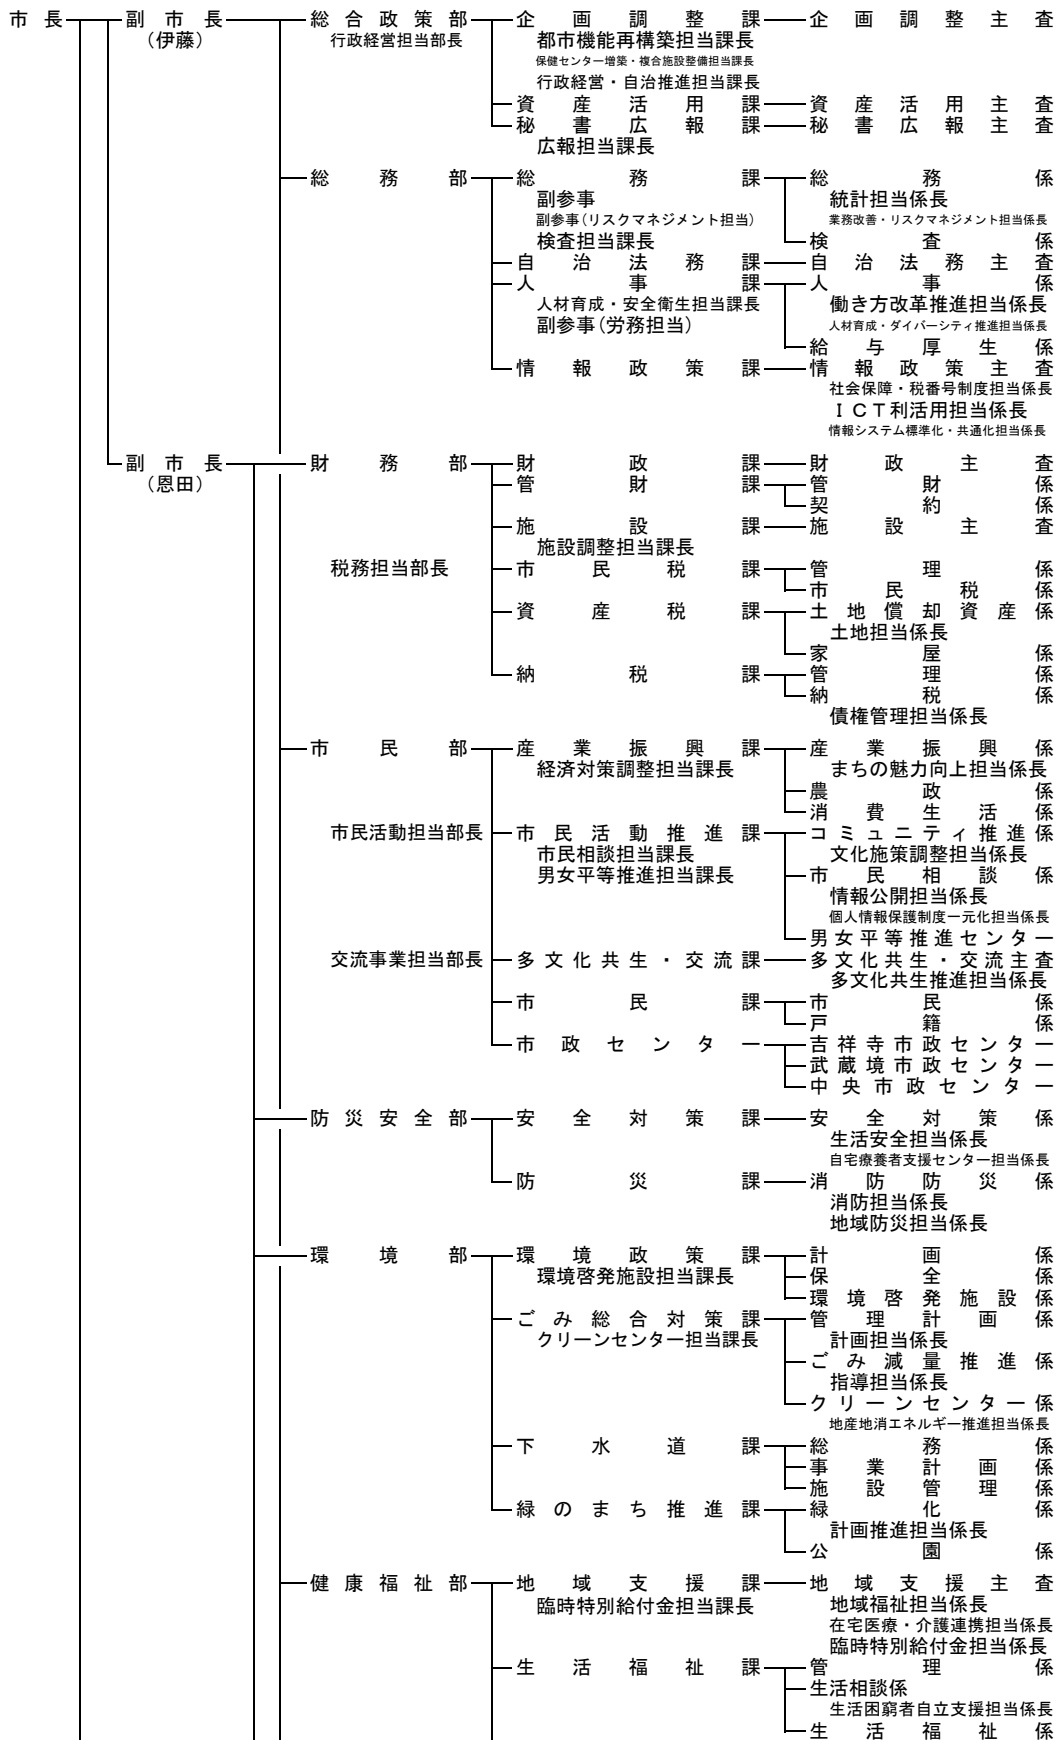 市長 副市長 総合政策部 企画調整課 企画調整主査
（伊藤） 行政経営担当部長 都市機能再構築担当課長
保健センター増築・複合施設整備担当課長
行政経営・自治推進担当課長
資産活用課 資産活用主査
秘書広報課 秘書広報主査
広報担当課長
総務部 総務課 総務係
副参事 統計担当係長
副参事（リスクマネジメント担当） 業務改善・リスクマネジメント担当係長
検査担当課長 検査係
自治法務課 自治法務主査
人事課 人事係
人材育成・安全衛生担当課長 働き方改革推進担当係長
副参事（労務担当） 人材育成・ダイバーシティ推進担当係長
給与厚生係
情報政策課 情報政策主査
社会保障・税番号制度担当係長
ＩＣＴ利活用担当係長
情報システム標準化・共通化担当係長
副市長 財務部 財政課 財政主査
（恩田） 管財課 管財係
契約係
施設課 施設主査
施設調整担当課長
税務担当部長 市民税課 管理係
市民税係
資産税課 土地償却資産係
土地担当係長
家屋係
納税課 管理係
納税係
債権管理担当係長
市民部 産業振興課 産業振興係
経済対策調整担当課長 まちの魅力向上担当係長
農政係
消費生活係
市民活動担当部長 市民活動推進課 コミュニティ推進係
市民相談担当課長 文化施策調整担当係長
男女平等推進担当課長 市民相談係
情報公開担当係長
個人情報保護制度一元化担当係長
男女平等推進センター
交流事業担当部長 多文化共生・交流課 多文化共生・交流主査
多文化共生推進担当係長
市民課 市民係
戸籍係
市政センター 吉祥寺市政センター
武蔵境市政センター
中央市政センター
防災安全部 安全対策課 安全対策係
生活安全担当係長
自宅療養者支援センター担当係長
防災課 消防防災係
消防担当係長
地域防災担当係長
環境部 環境政策課 計画係
環境啓発施設担当課長 保全係
環境啓発施設係
ごみ総合対策課 管理計画係
クリーンセンター担当課長 計画担当係長
ごみ減量推進係
指導担当係長
クリーンセンター係
地産地消エネルギー推進担当係長
下水道課 総務係
事業計画係
施設管理係
緑のまち推進課 緑化係
計画推進担当係長
公園係
健康福祉部 地域支援課 地域支援主査
臨時特別給付金担当課長 地域福祉担当係長
在宅医療・介護連携担当係長
臨時特別給付金担当係長
生活福祉課 管理係
生活相談係
生活困窮者自立支援担当係長
生活福祉係